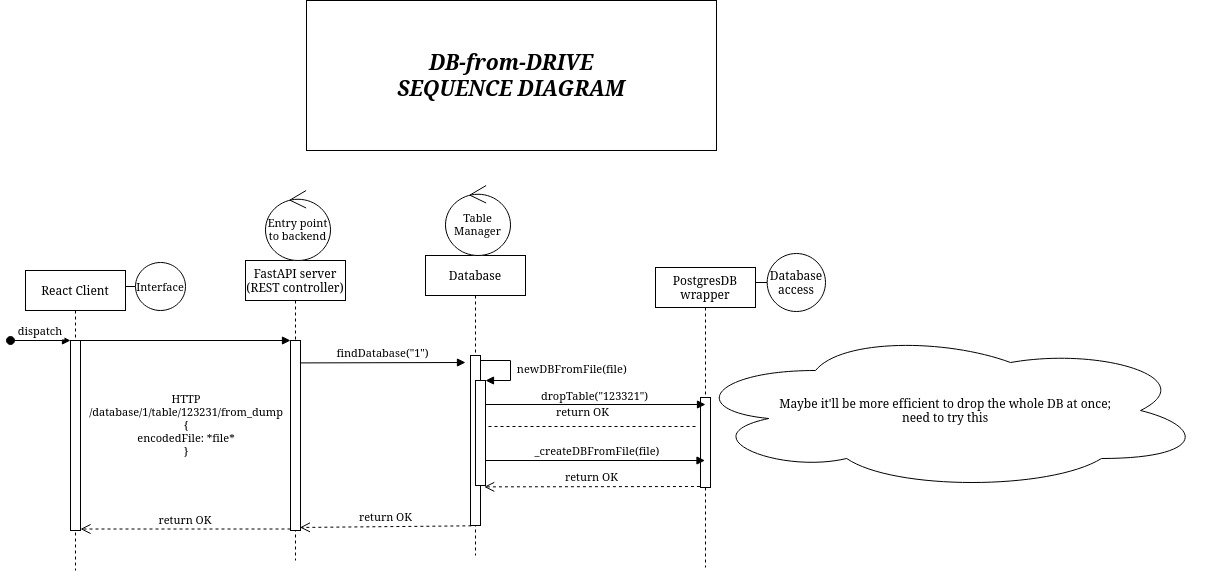 DB-from-DRIVE
SEQUENCE DIAGRAM
Entry point
to backend
Table
Manager
React Client
Interface
FastAPI server
(REST controller)
Database
PostgresDB
wrapper
Database
access
dispatch
findDatabase("1")
newDBFromFile(file)
HTTP
/database/1/table/123231/from_dump
{
encodedFile: *file*
}
dropTable("123321")
return OK
Maybe it'll be more efficient to drop the whole DB at once;
need to try this
_createDBFromFile(file)
return OK
return OK
return OK